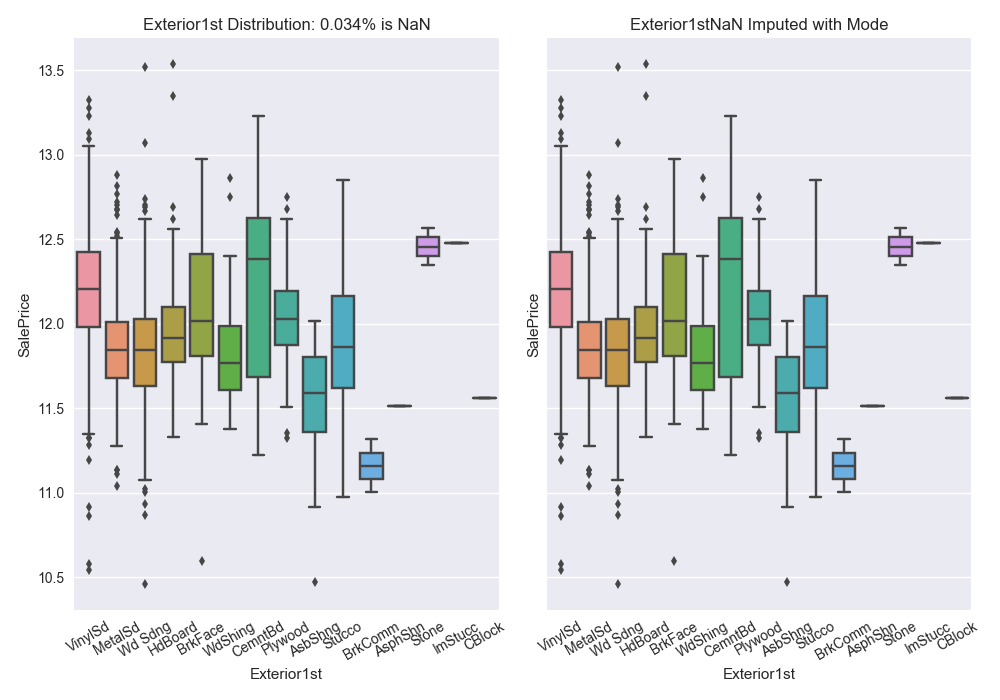 Exterior1st Distribution: 0.034% is NaN
SalePrice
13.5
13.0
12.5
12.0
11.5
11.0
10.5
VinylSd
MetalSd
Wd Sdng
HdBoard
BrkFace
WdShing
CemntBd
Plywood
AsbShng
Stucco
BrkComm
AsphShn
Stone
ImStucc
CBlock
Exterior1st
Exterior1stNaN Imputed with Mode
SalePrice
VinylSd
MetalSd
Wd Sdng
HdBoard
BrkFace
WdShing
CemntBd
Plywood
AsbShng
Stucco
BrkComm
AsphShn
Stone
ImStucc
CBlock
Exterior1st